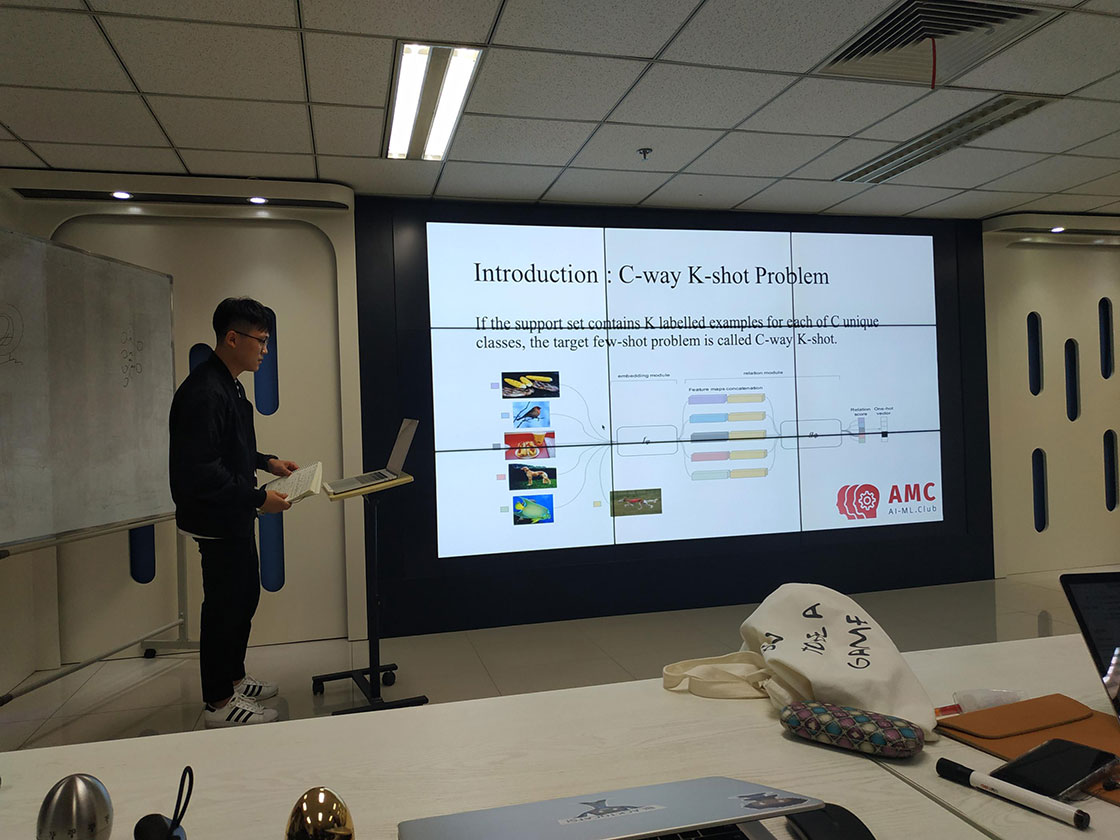 Introduction : C-way K-shot Problem
If the support set contains K labelled examples for each of C unique
classes, the target few-shot problem is called C-way K-shot.
embedding module
relation module
Feature maps concatenation
Relation
score
One-hot
vector
AMC
AI-ML.Club
A
GAME